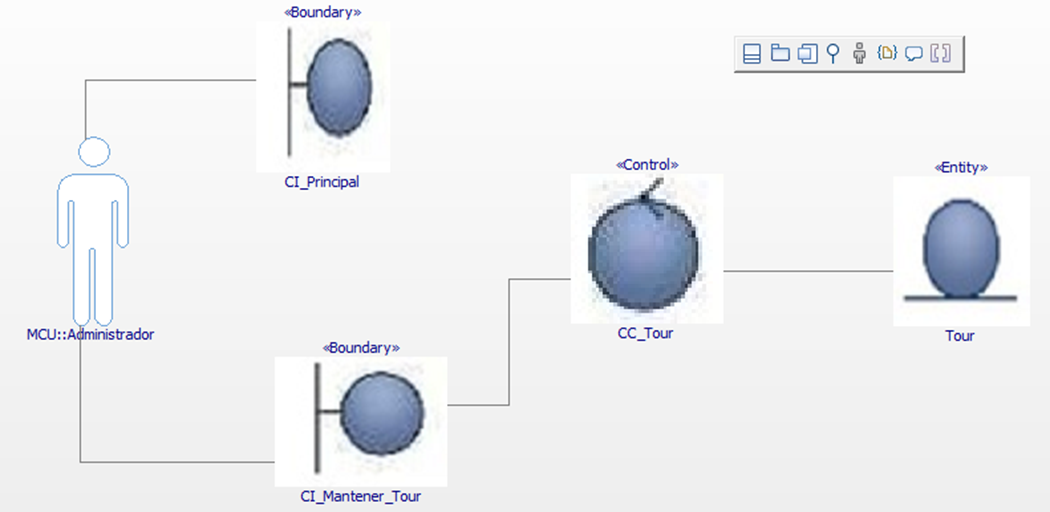 «Boundary»
CI_Principal
«Control»
«Entity»
MCU::Administrador
CC_Tour
Tour
«Boundary»
CI_Mantener_Tour